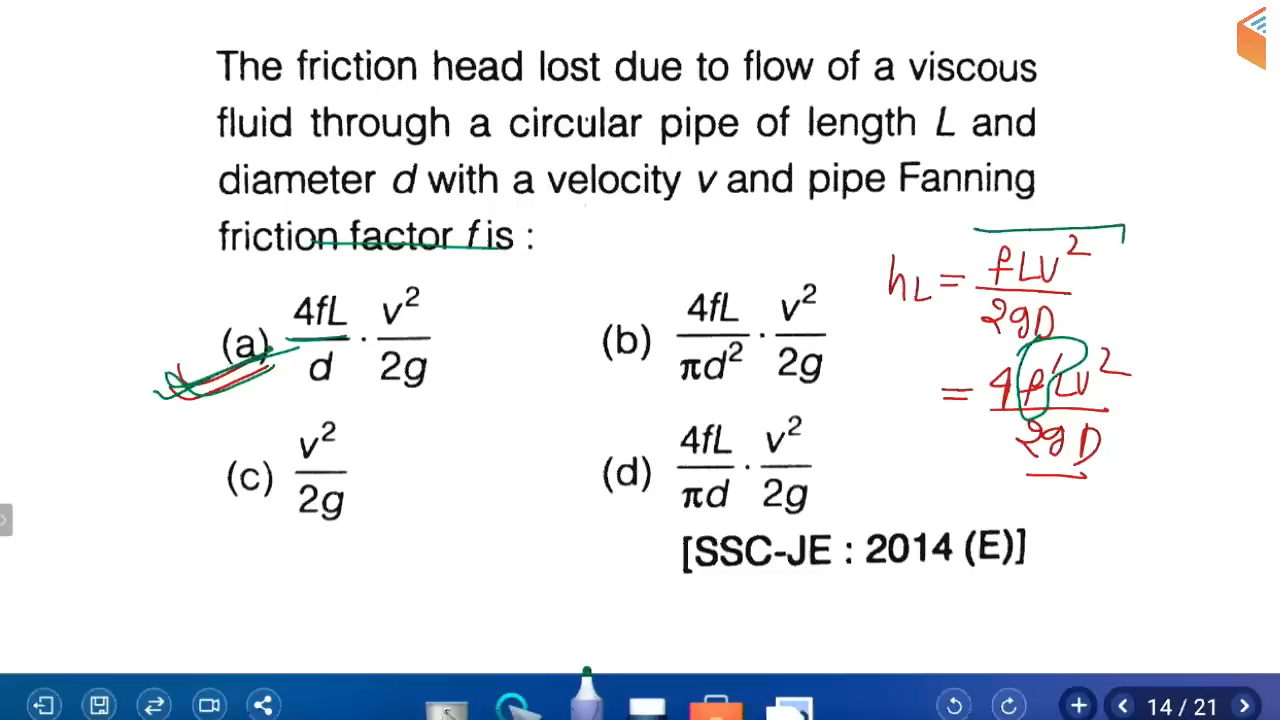 The friction head lost due to flow of a viscous
fluid through a circular pipe of length L and
diameter d with a velocity v and pipe Fanning
friction factor f is :
(a) 4fL/d · v²/2g
(b) 4fL/πd² · v²/2g
(c) v²/2g
(d) 4fL/πd · v²/2g
[SSC-JE : 2014 (E)]
hL = fLv²/2gD
= 4f'Lv²/2gD
14 / 21